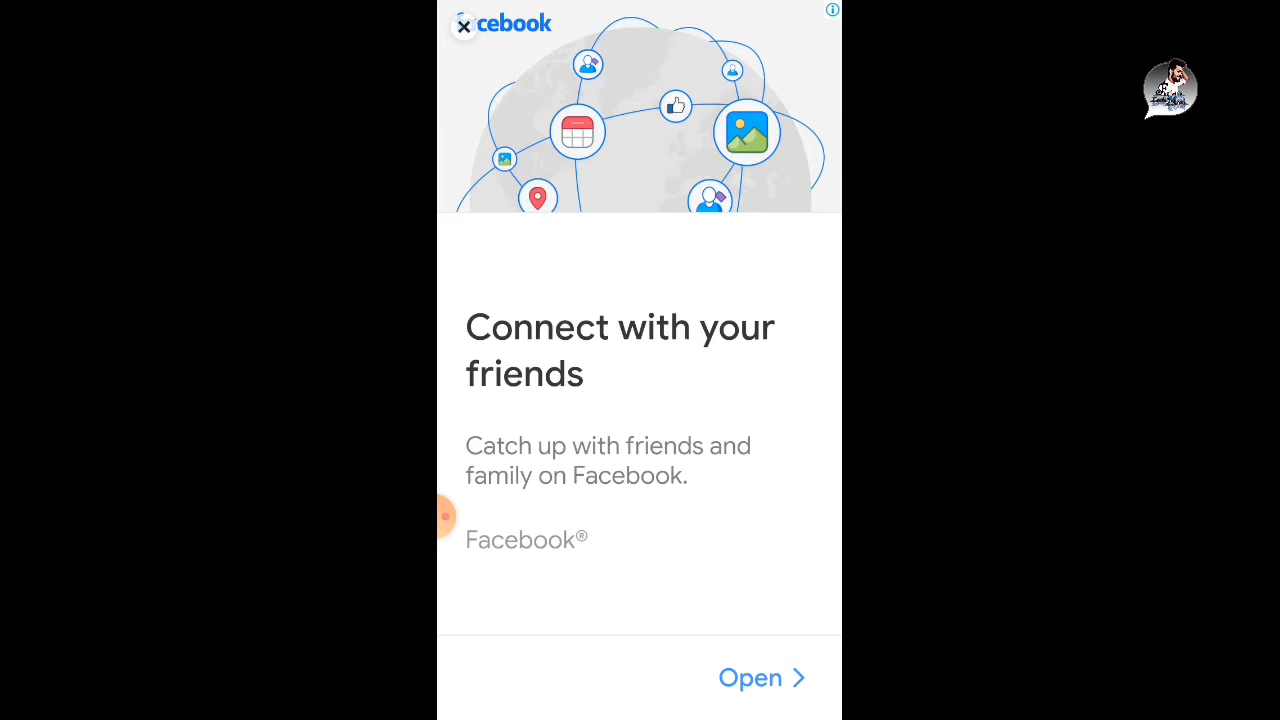 cebook
Connect with your
friends
Catch up with friends and
family on Facebook.
Facebook®
Open